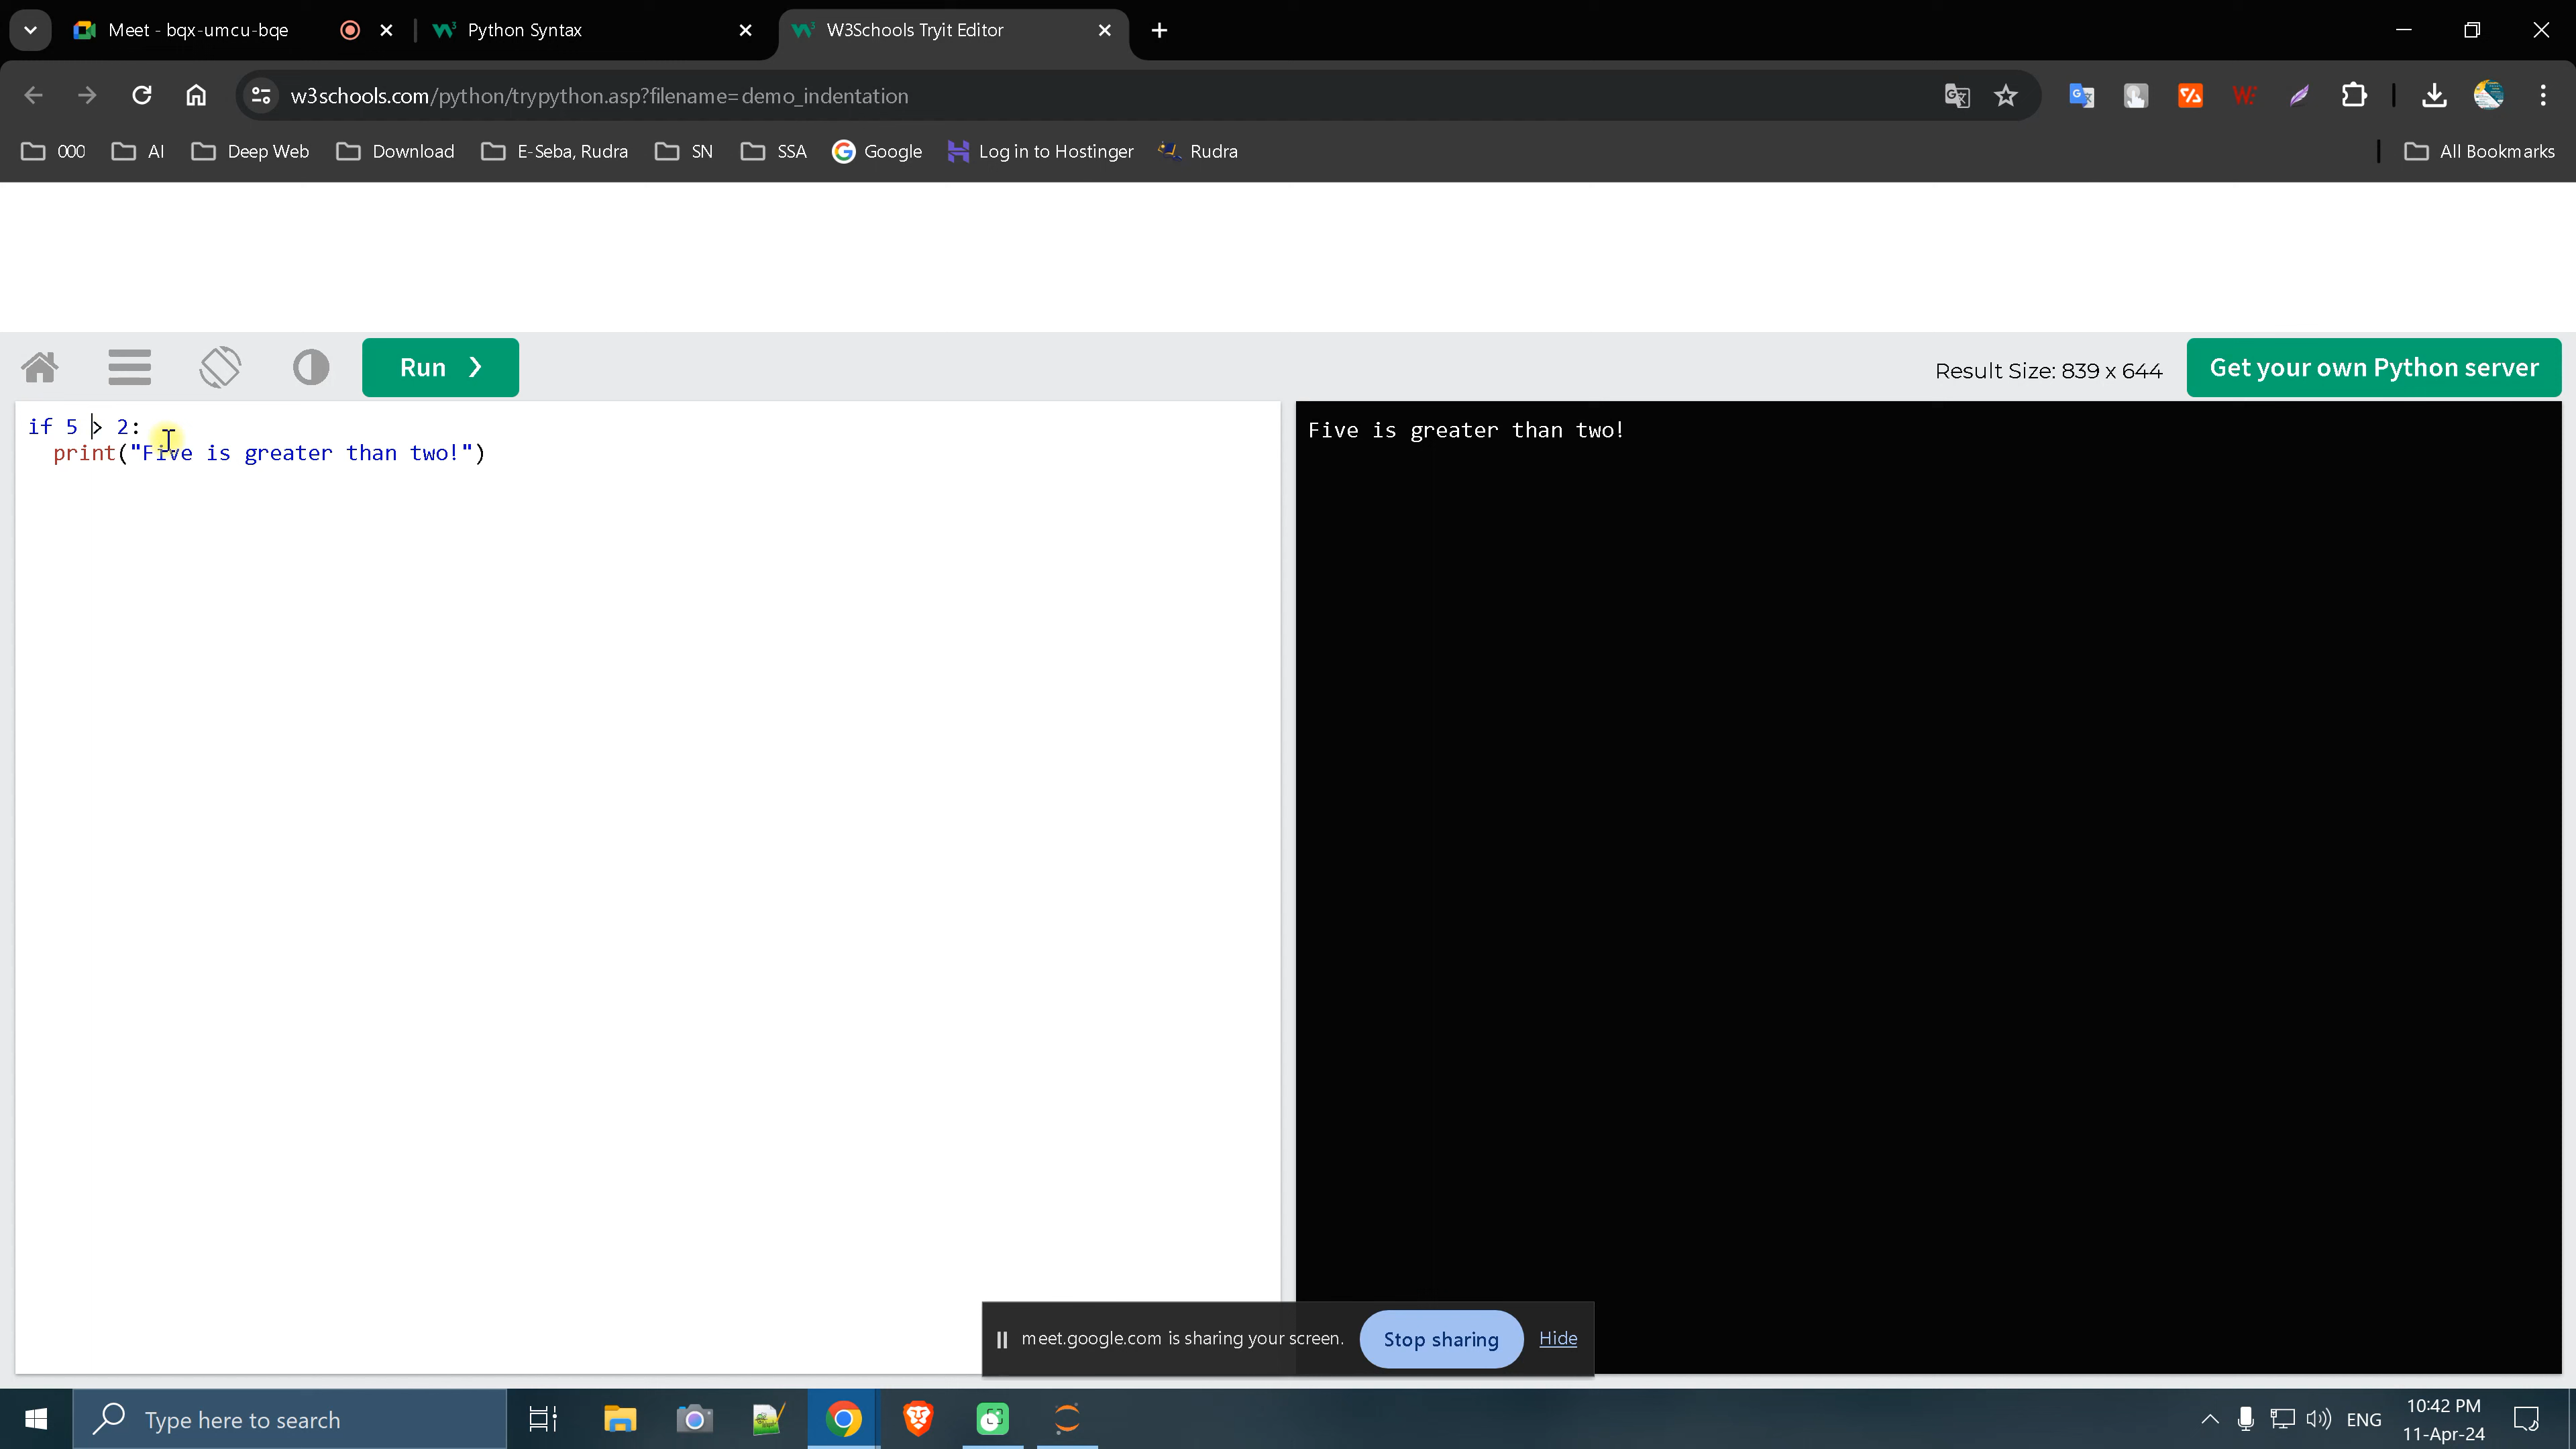 Meet - bqx-umcu-bqe
Python Syntax
W3Schools Tryit Editor
w3schools.com/python/trypython.asp?filename=demo_indentation
000
AI
Deep Web
Download
E-Seba, Rudra
SN
SSA
Google
Log in to Hostinger
Rudra
All Bookmarks
Run ❯
Result Size: 839 x 644
Get your own Python server
if 5 > 2:
  print("Five is greater than two!")
Five is greater than two!
meet.google.com is sharing your screen.
Stop sharing
Hide
Type here to search
ENG
10:42 PM
11-Apr-24